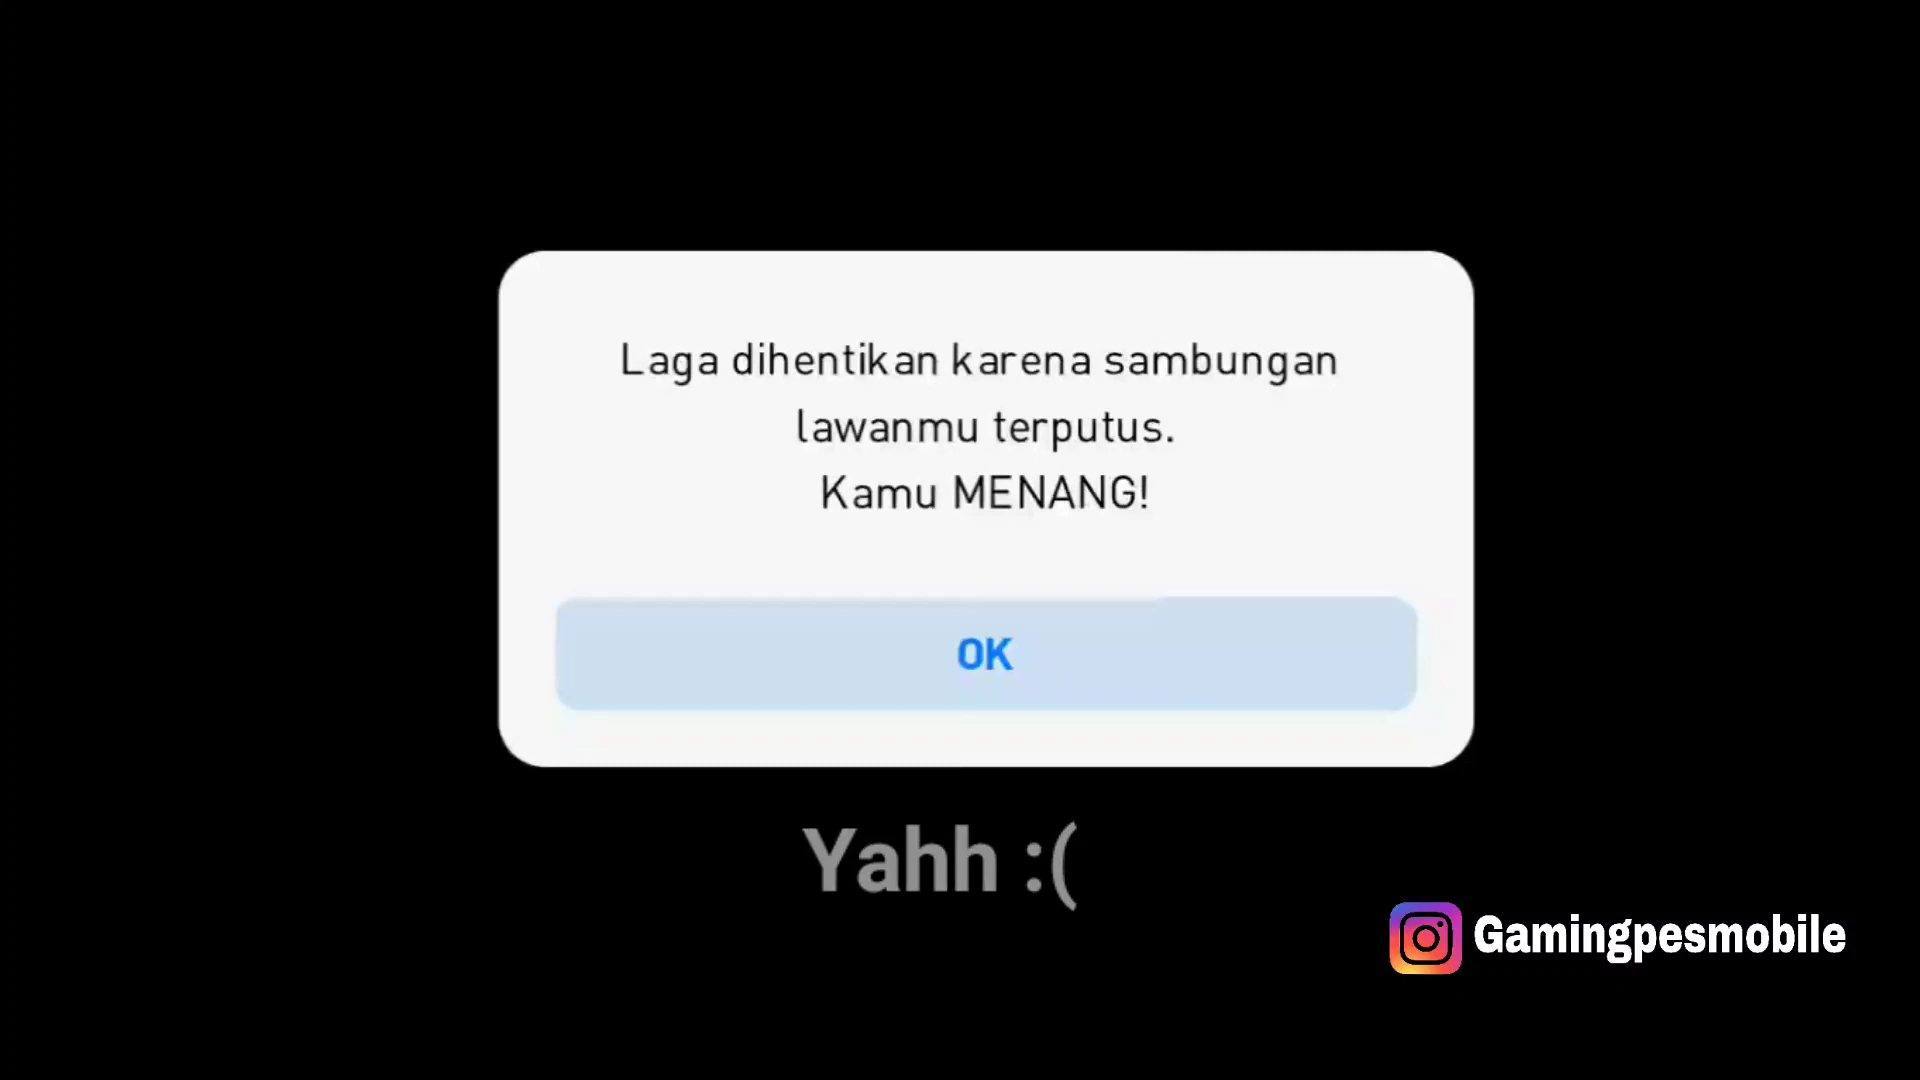 Laga dihentikan karena sambungan
lawanmu terputus.
Kamu MENANG!
OK
Yahh :(
Gamingpesmobile